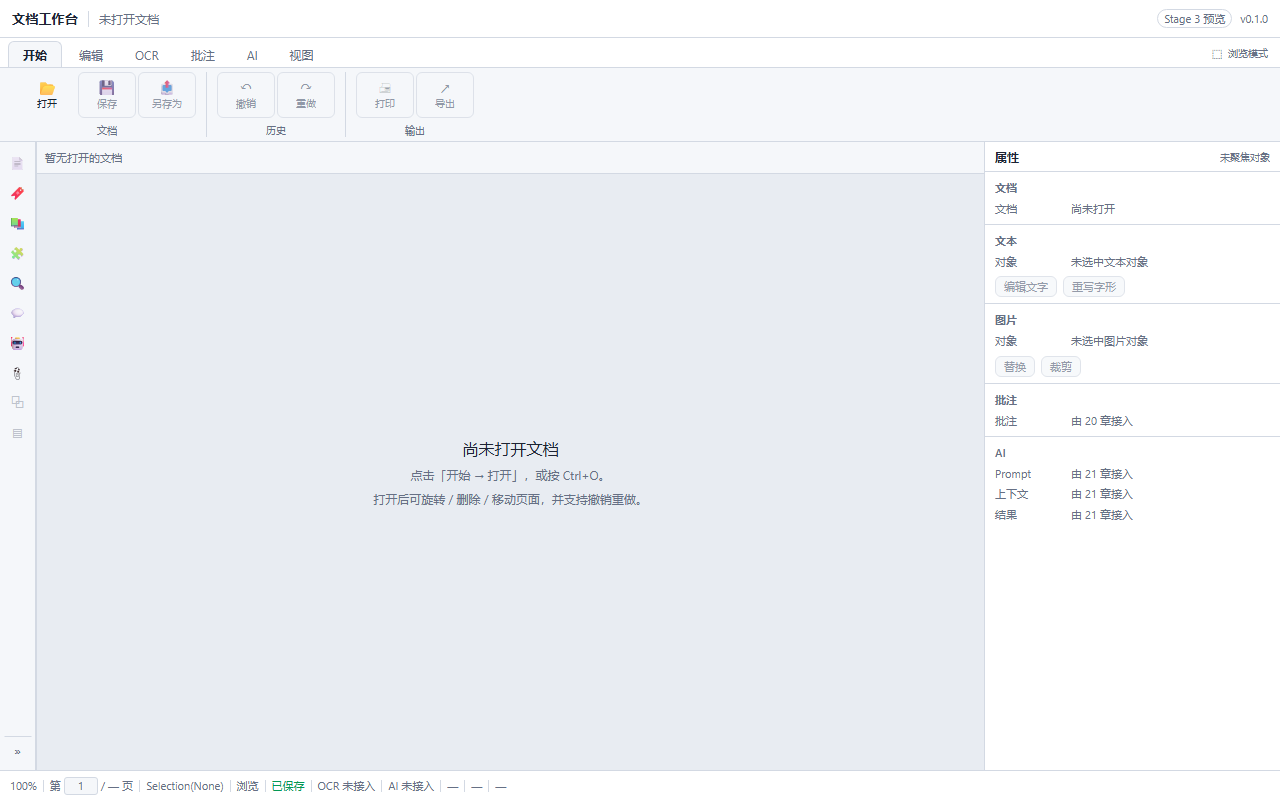 文档工作台 未打开文档 Stage 3 预览 v0.1.0
开始 编辑 OCR 批注 AI 视图 浏览模式
打开 保存 另存为 撤销 重做 打印 导出
文档 历史 输出
暂无打开的文档
尚未打开文档
点击「开始 → 打开」，或按 Ctrl+O。
打开后可旋转 / 删除 / 移动页面，并支持撤销重做。
属性 未聚焦对象
文档
文档 尚未打开
文本
对象 未选中文本对象
编辑文字 重写字形
图片
对象 未选中图片对象
替换 裁剪
批注
批注 由 20 章接入
AI
Prompt 由 21 章接入
上下文 由 21 章接入
结果 由 21 章接入
»
100% 第 1 / — 页 Selection(None) 浏览 已保存 OCR 未接入 AI 未接入 — — —